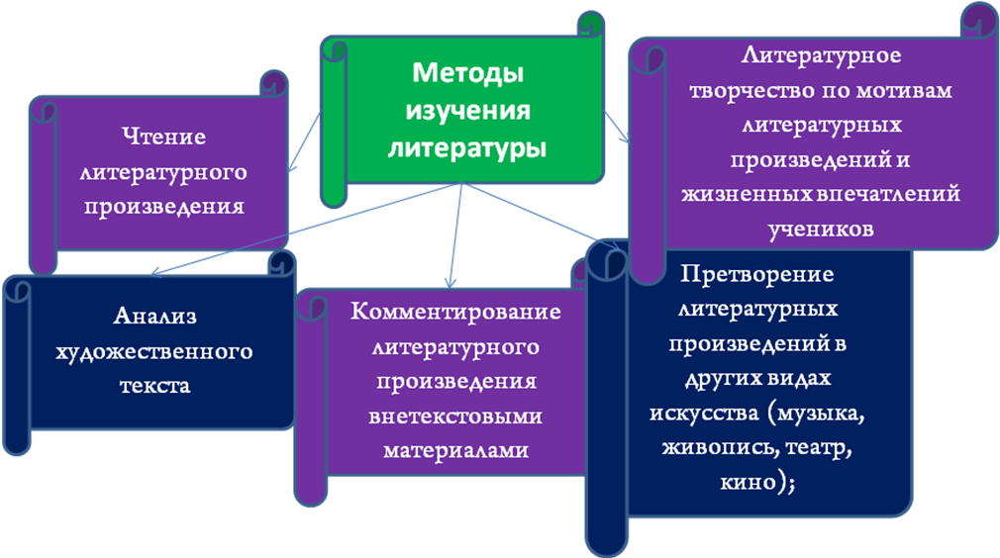 Методы
изучения
литературы
Чтение
литературного
произведения
Литературное
творчество по мотивам
литературных
произведений и
жизненных впечатлений
учеников
Анализ
художественного
текста
Комментирование
литературного
произведения
внетекстовыми
материалами
Претворение
литературных
произведений в
других видах
искусства (музыка,
живопись, театр,
кино);